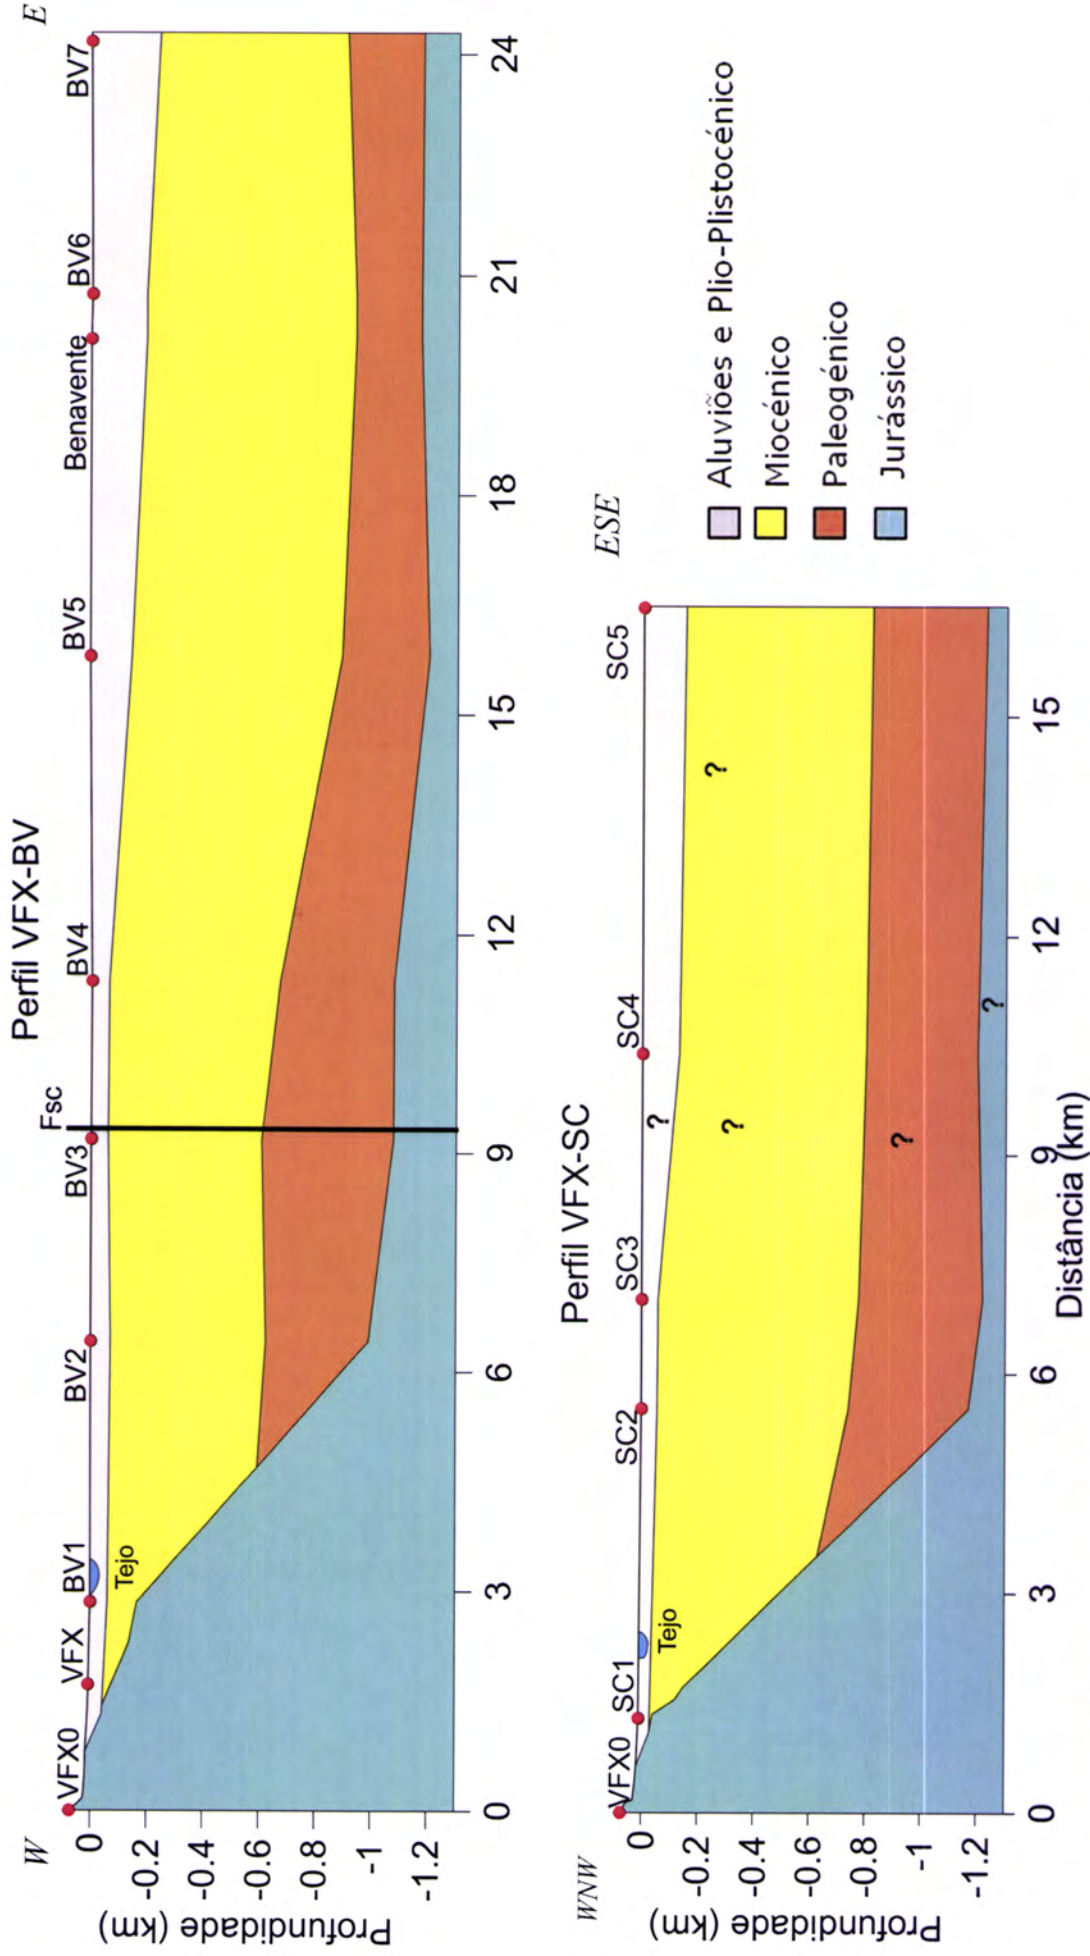 Perfil VFX-BV
W
E
VFX0 VFX BV1 BV2 BV3 Fsc BV4 BV5 Benavente BV6 BV7
Tejo
0
-0.2
-0.4
-0.6
-0.8
-1
-1.2
Profundidade (km)
0 3 6 9 12 15 18 21 24
Perfil VFX-SC
WNW
ESE
VFX0 SC1 SC2 SC3 SC4 SC5
Tejo
?
?
?
?
?
0
-0.2
-0.4
-0.6
-0.8
-1
-1.2
Profundidade (km)
0 3 6 9 12 15
Distância (km)
Aluviões e Plio-Plistocénico
Miocénico
Paleogénico
Jurássico